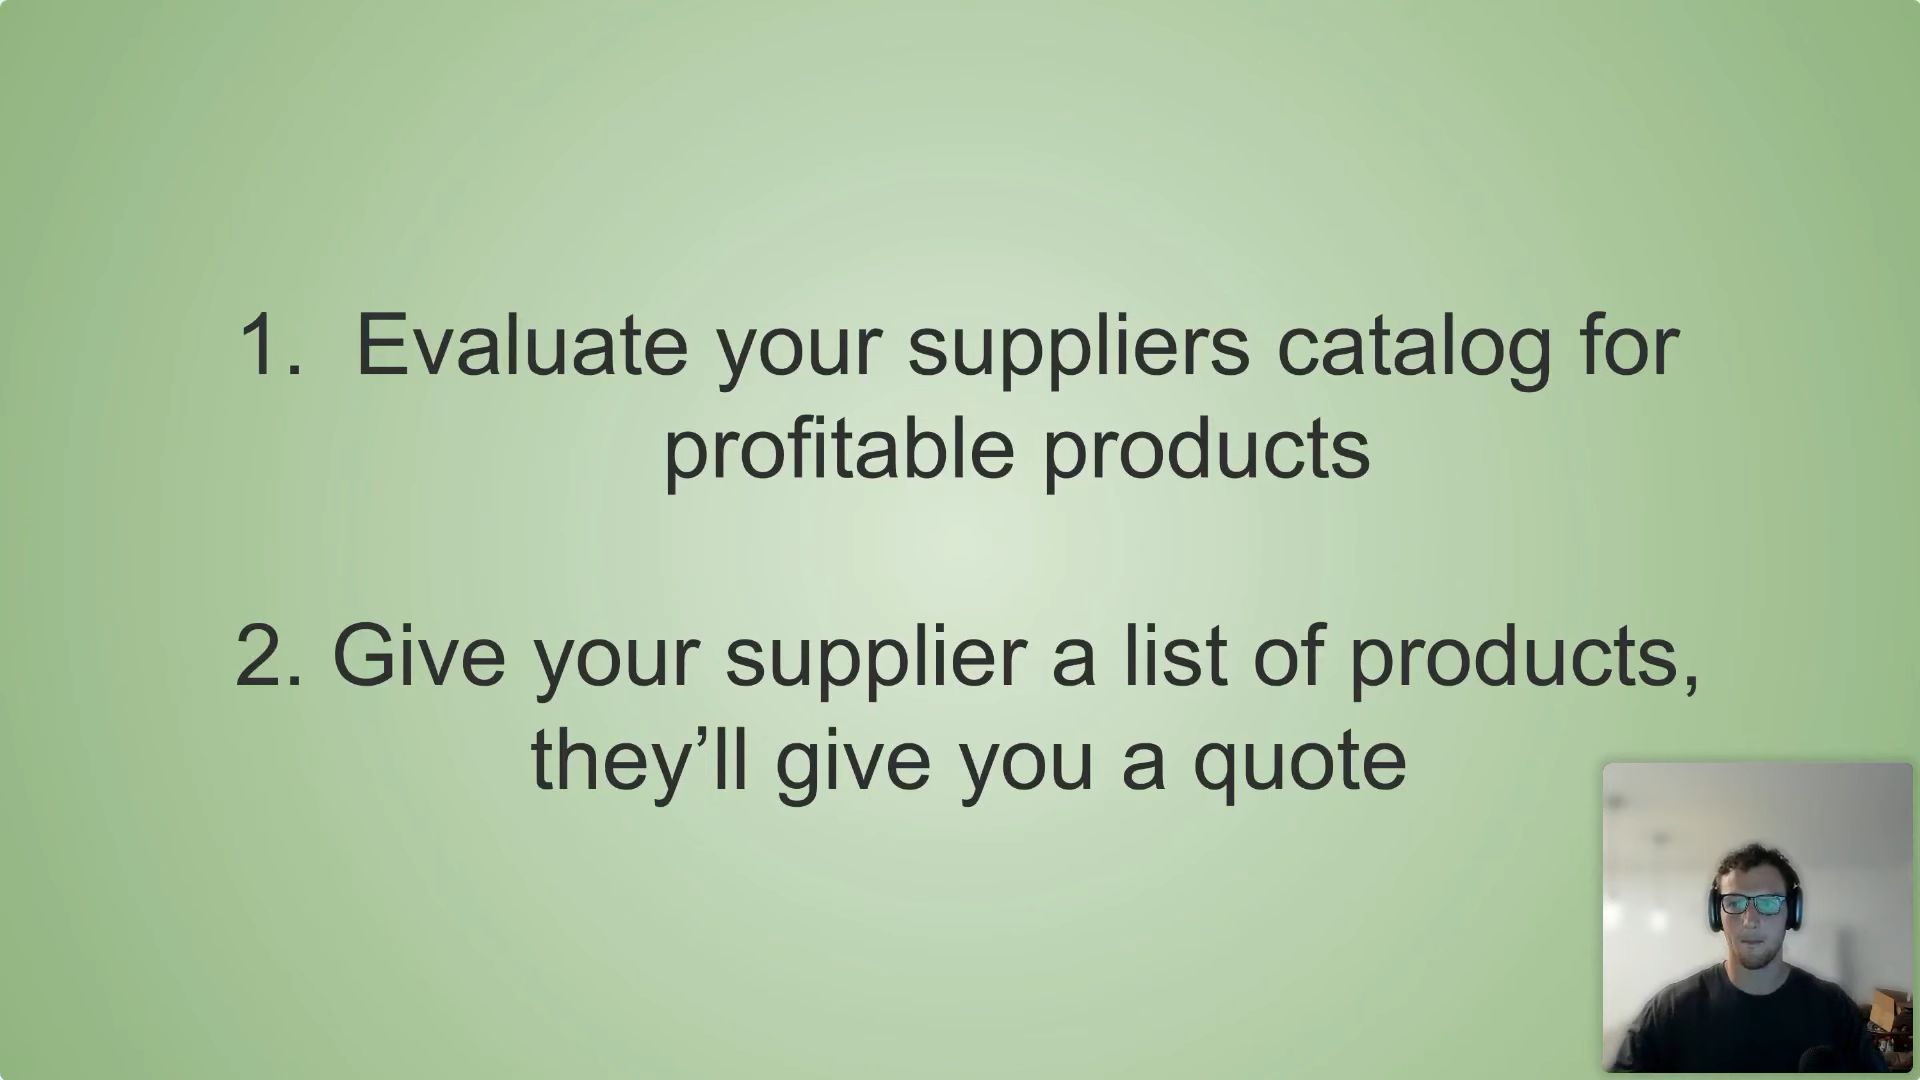 1. Evaluate your suppliers catalog for
profitable products
2. Give your supplier a list of products,
they’ll give you a quote